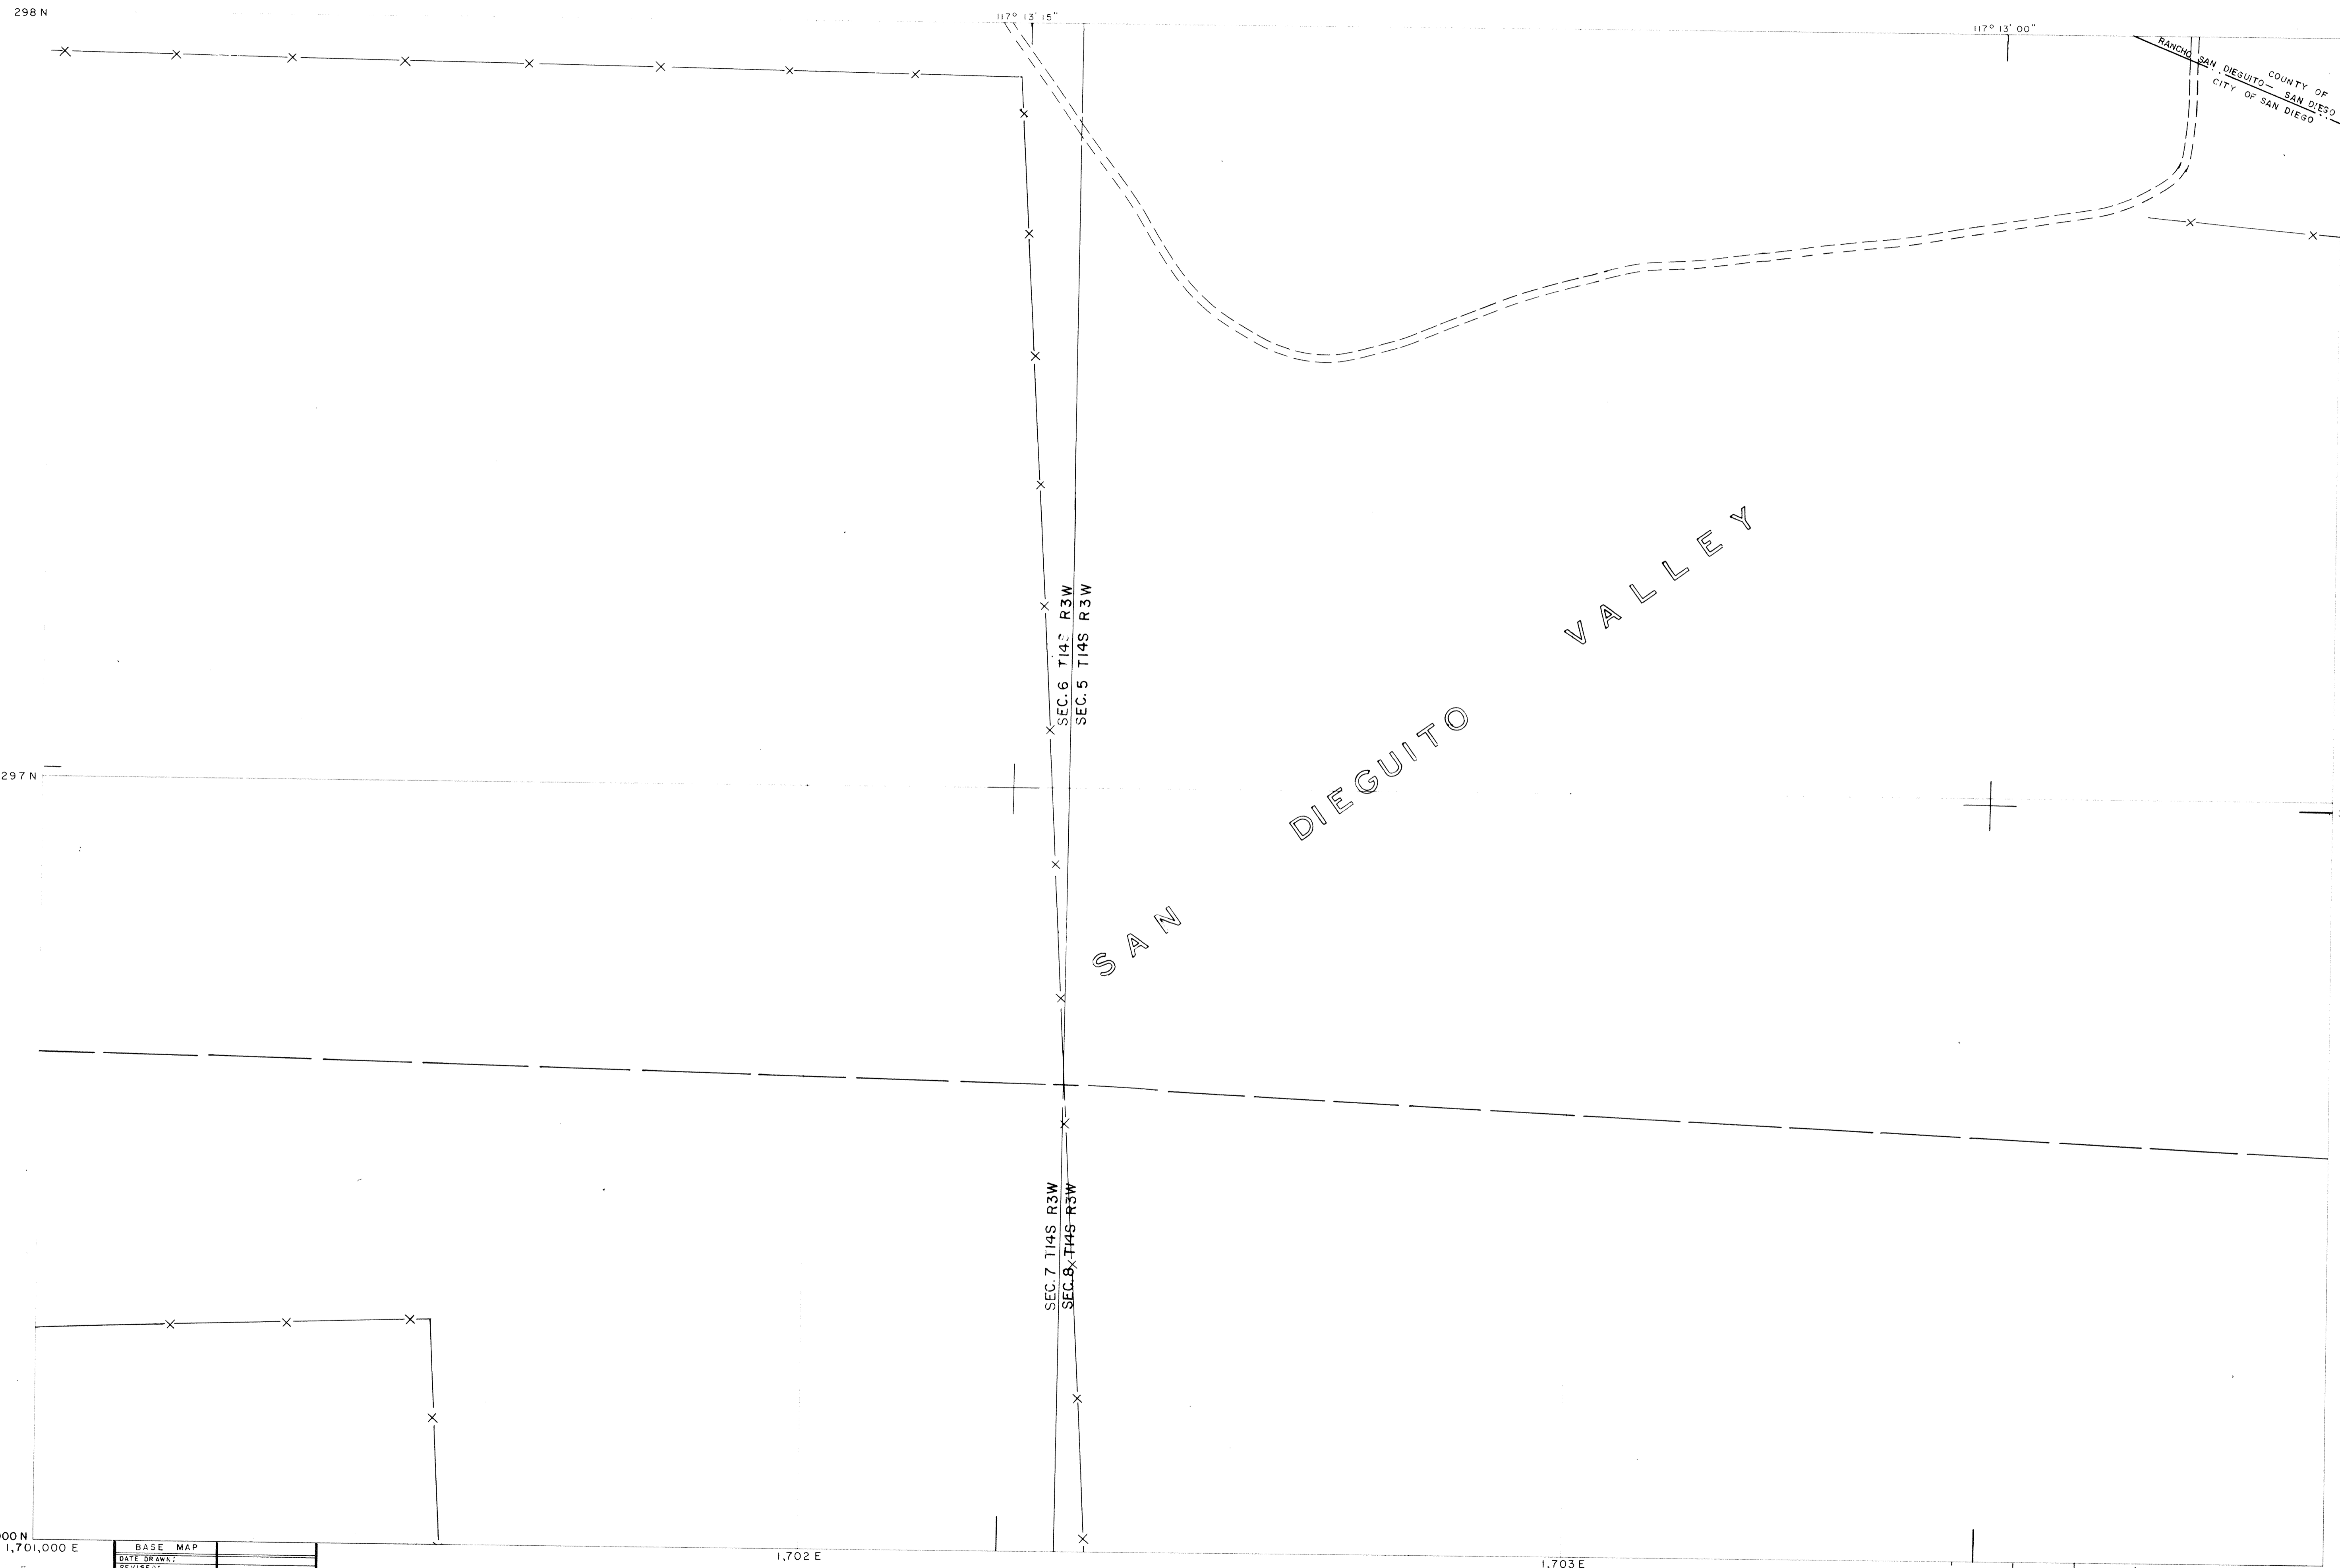 298 N
117° 13' 15"
117° 13' 00"
RANCHO SAN DIEGUITO— COUNTY OF SAN DIEGO
CITY OF SAN DIEGO
SEC. 6 T14S R3W
SEC. 5 T14S R3W
SAN DIEGUITO VALLEY
297 N
SEC. 7 T14S R3W
SEC. 8 T14S R3W
00 N
1,701,000 E
BASE MAP
DATE DRAWN:
1,702 E
1,703 E